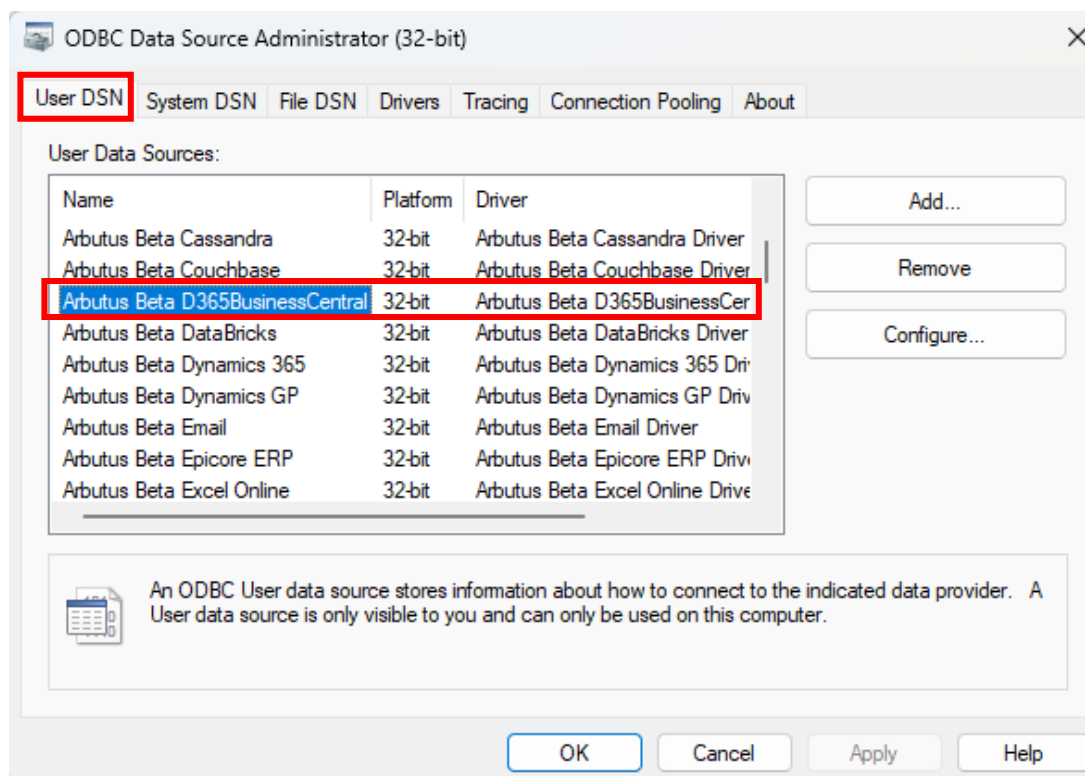 ODBC Data Source Administrator (32-bit)
User DSN System DSN File DSN Drivers Tracing Connection Pooling About
User Data Sources:
Name Platform Driver
Arbutus Beta Cassandra 32-bit Arbutus Beta Cassandra Driver
Arbutus Beta Couchbase 32-bit Arbutus Beta Couchbase Driver
Arbutus Beta D365BusinessCentral 32-bit Arbutus Beta D365BusinessCer
Arbutus Beta DataBricks 32-bit Arbutus Beta DataBricks Driver
Arbutus Beta Dynamics 365 32-bit Arbutus Beta Dynamics 365 Dri
Arbutus Beta Dynamics GP 32-bit Arbutus Beta Dynamics GP Driv
Arbutus Beta Email 32-bit Arbutus Beta Email Driver
Arbutus Beta Epicore ERP 32-bit Arbutus Beta Epicore ERP Driv
Arbutus Beta Excel Online 32-bit Arbutus Beta Excel Online Drive
Add...
Remove
Configure...
An ODBC User data source stores information about how to connect to the indicated data provider. A
User data source is only visible to you and can only be used on this computer.
OK Cancel Apply Help